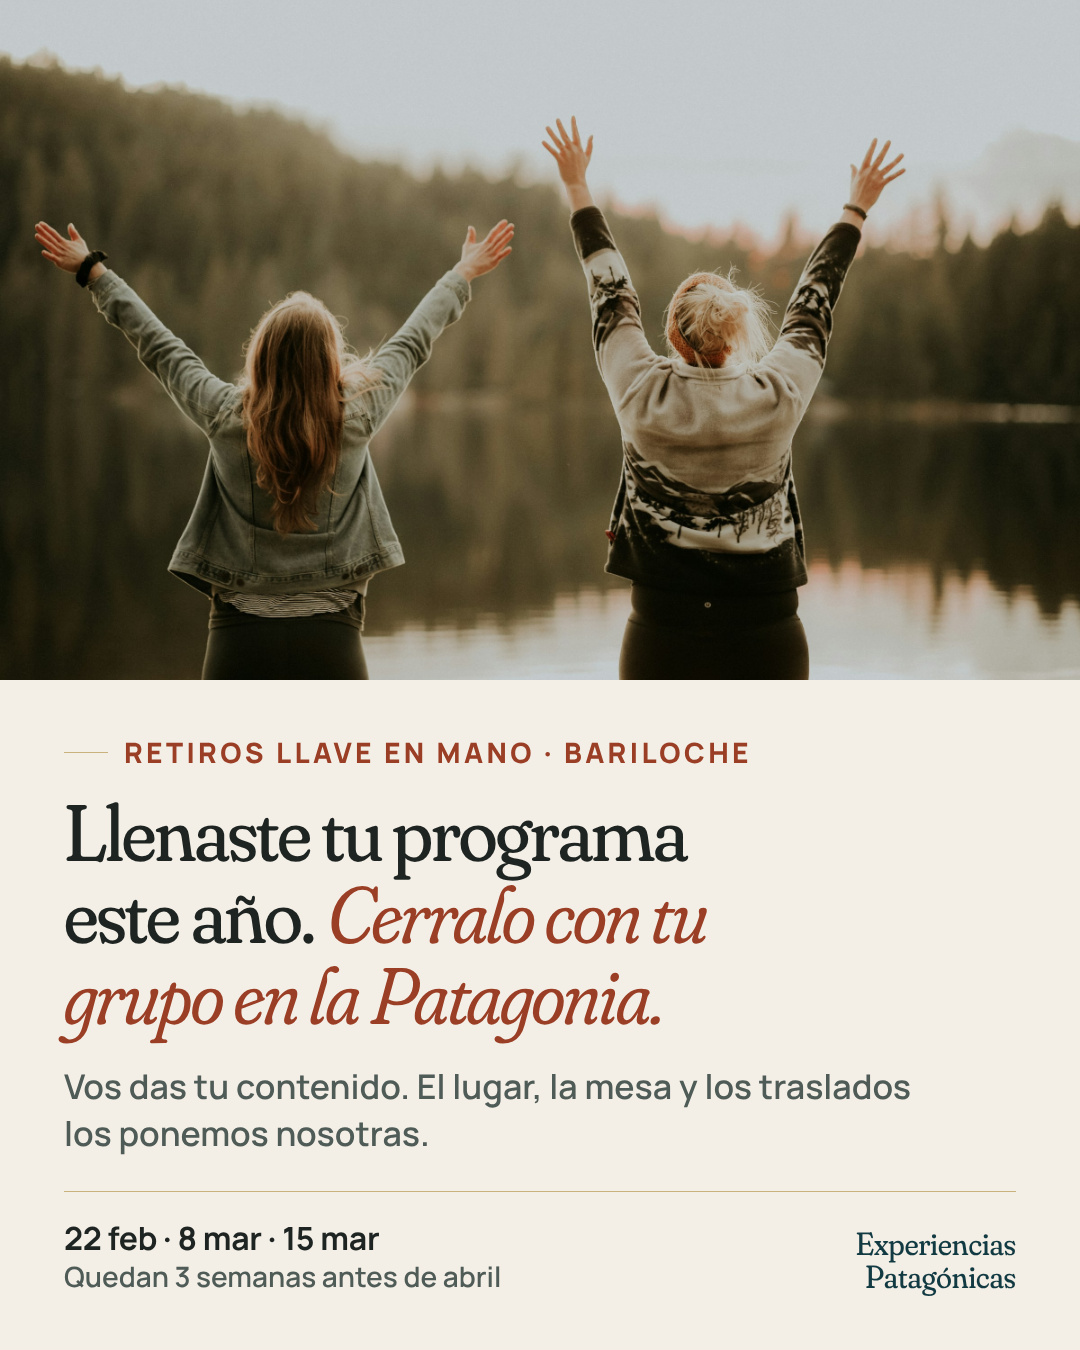 RETIROS LLAVE EN MANO · BARILOCHE
Llenaste tu programa
este año. Cerralo con tu
grupo en la Patagonia.
Vos das tu contenido. El lugar, la mesa y los traslados
los ponemos nosotras.
22 feb · 8 mar · 15 mar
Quedan 3 semanas antes de abril
Experiencias
Patagónicas